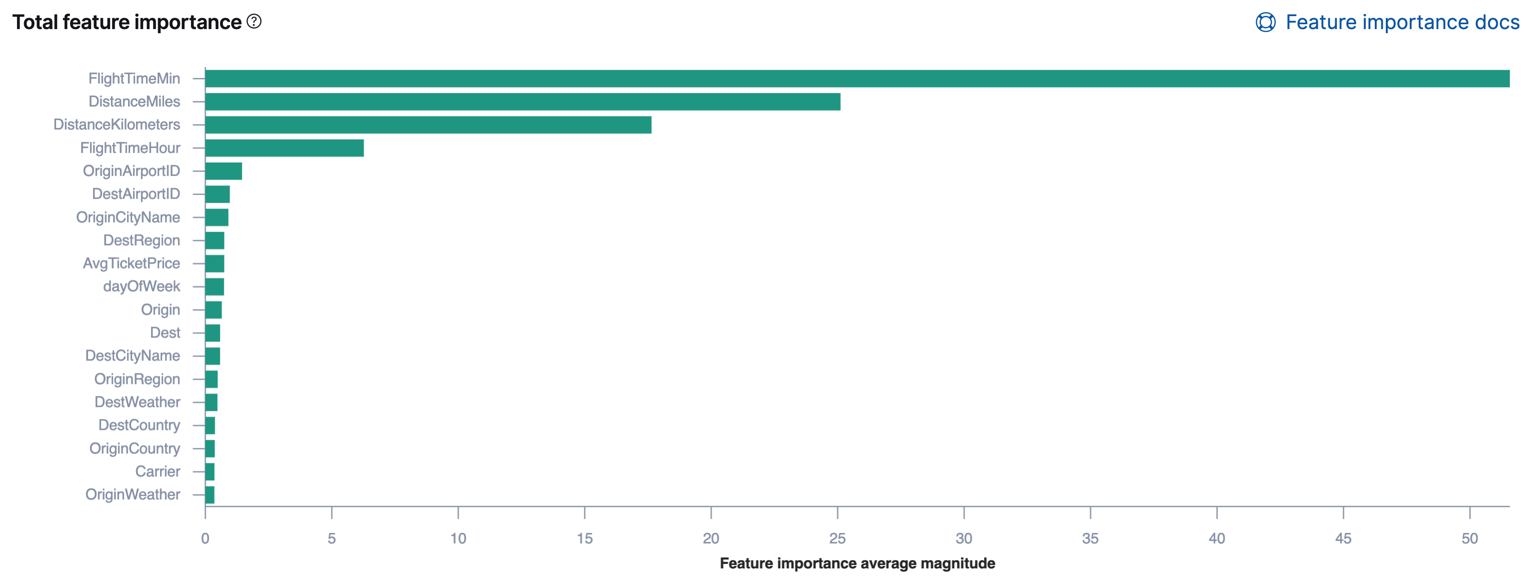 Total feature importance
Feature importance docs
FlightTimeMin
DistanceMiles
DistanceKilometers
FlightTimeHour
OriginAirportID
DestAirportID
OriginCityName
DestRegion
AvgTicketPrice
dayOfWeek
Origin
Dest
DestCityName
OriginRegion
DestWeather
DestCountry
OriginCountry
Carrier
OriginWeather
0 5 10 15 20 25 30 35 40 45 50
Feature importance average magnitude